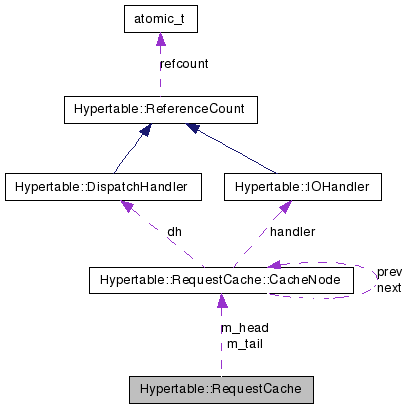 atomic_t
refcount
Hypertable::ReferenceCount
Hypertable::DispatchHandler
Hypertable::IOHandler
dh
handler
Hypertable::RequestCache::CacheNode
prev
next
m_head
m_tail
Hypertable::RequestCache